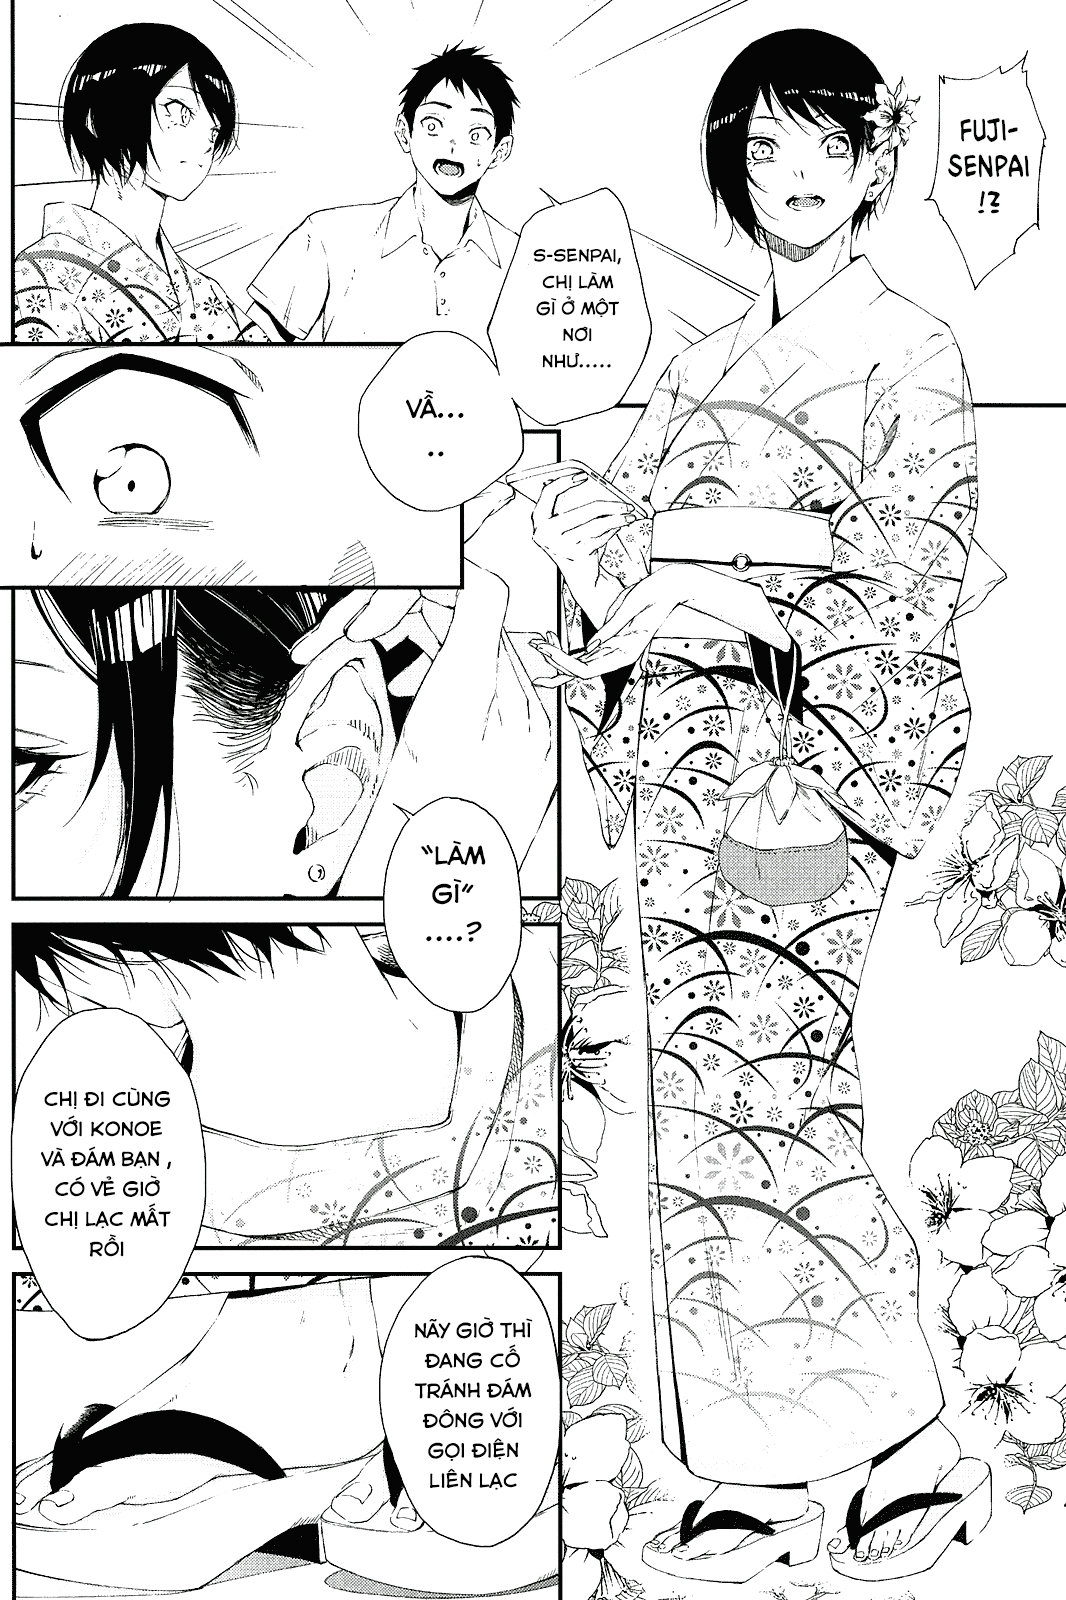 FUJI-
SENPAI
!?
S-SENPAI,
CHỊ LÀM
GÌ Ở MỘT
NƠI
NHƯ.....
VẦ...
..
“LÀM
GÌ“
....?
CHỊ ĐI CÙNG
VỚI KONOE
VÀ ĐÁM BẠN ,
CÓ VẺ GIỜ
CHỊ LẠC MẤT
RỒI
NÃY GIỜ THÌ
ĐANG CỐ
TRÁNH ĐÁM
ĐÔNG VỚI
GỌI ĐIỆN
LIÊN LẠC